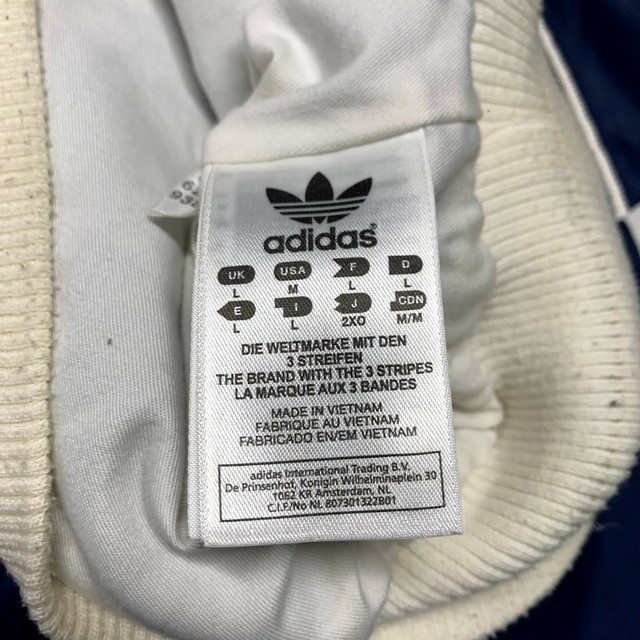 adidas
UK USA F D
L M L L
E I J CDN
L L 2XO M/M
DIE WELTMARKE MIT DEN
3 STREIFEN
THE BRAND WITH THE 3 STRIPES
LA MARQUE AUX 3 BANDES
MADE IN VIETNAM
FABRIQUE AU VIETNAM
FABRICADO EN/EM VIETNAM
adidas International Trading B.V.
De Prinsenhof, Konigin Wilhelminaplein 30
1062 KR Amsterdam, NL
C.I.F./No NL 807301327B01